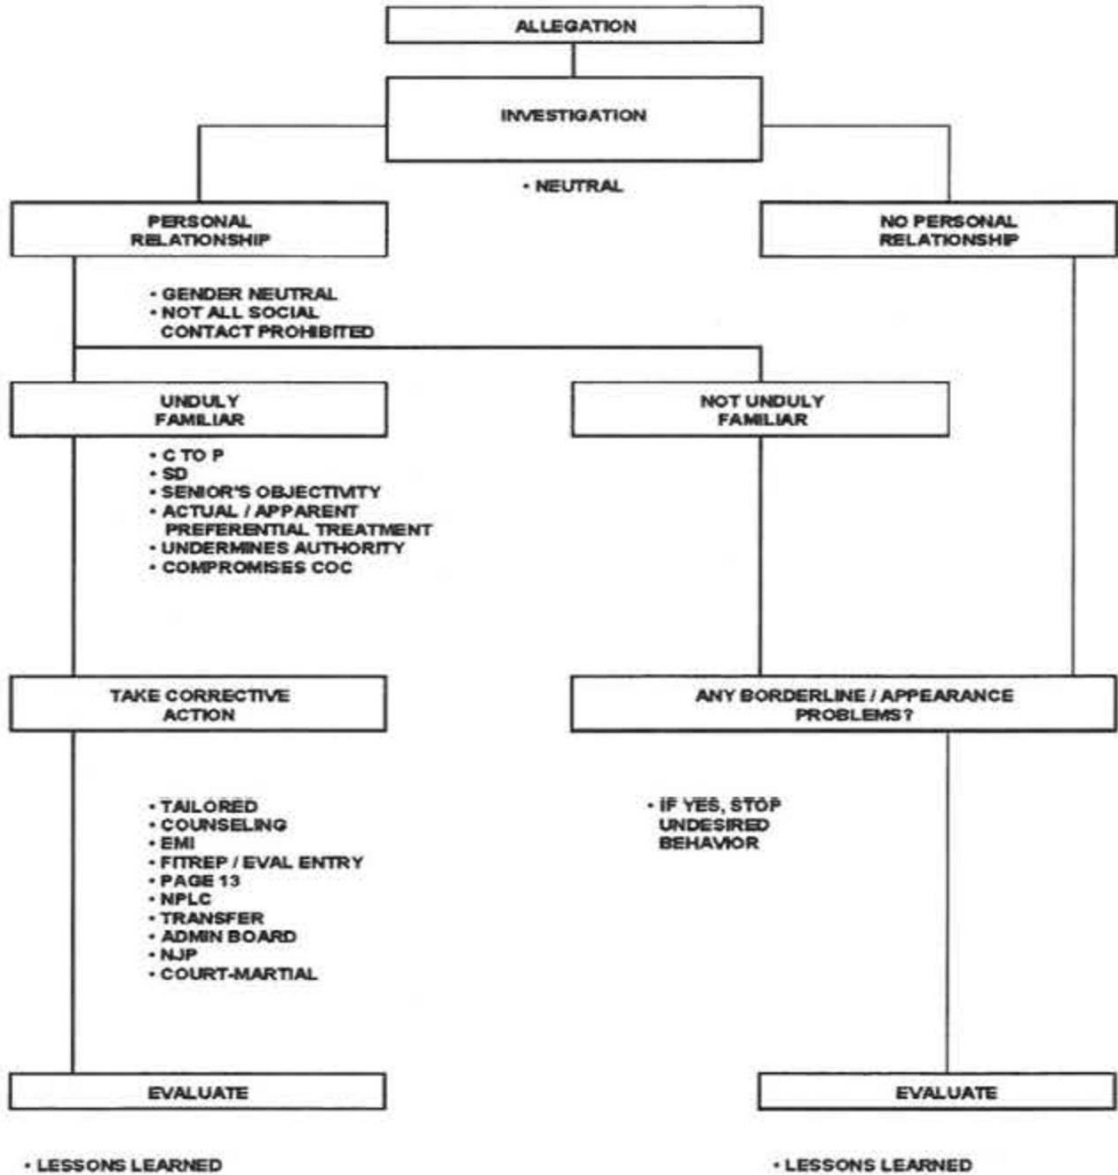 ALLEGATION
INVESTIGATION
• NEUTRAL
PERSONAL
RELATIONSHIP
NO PERSONAL
RELATIONSHIP
• GENDER NEUTRAL
• NOT ALL SOCIAL
CONTACT PROHIBITED
UNDULY
FAMILIAR
NOT UNDULY
FAMILIAR
• C TO P
• SD
• SENIOR'S OBJECTIVITY
• ACTUAL / APPARENT
PREFERENTIAL TREATMENT
• UNDERMINES AUTHORITY
• COMPROMISES COC
TAKE CORRECTIVE
ACTION
ANY BORDERLINE / APPEARANCE
PROBLEMS?
• TAILORED
• COUNSELING
• EMI
• FITREP / EVAL ENTRY
• PAGE 13
• NPLC
• TRANSFER
• ADMIN BOARD
• NJP
• COURT-MARTIAL
• IF YES, STOP
UNDESIRED
BEHAVIOR
EVALUATE
EVALUATE
• LESSONS LEARNED
• LESSONS LEARNED